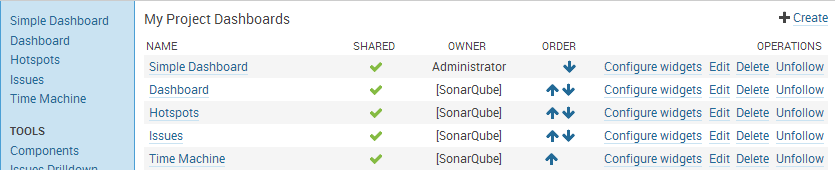 Simple Dashboard
Dashboard
Hotspots
Issues
Time Machine
TOOLS
Components
Issues Drilldown
My Project Dashboards
Create
NAME SHARED OWNER ORDER OPERATIONS
Simple Dashboard Administrator Configure widgets Edit Delete Unfollow
Dashboard [SonarQube] Configure widgets Edit Delete Unfollow
Hotspots [SonarQube] Configure widgets Edit Delete Unfollow
Issues [SonarQube] Configure widgets Edit Delete Unfollow
Time Machine [SonarQube] Configure widgets Edit Delete Unfollow